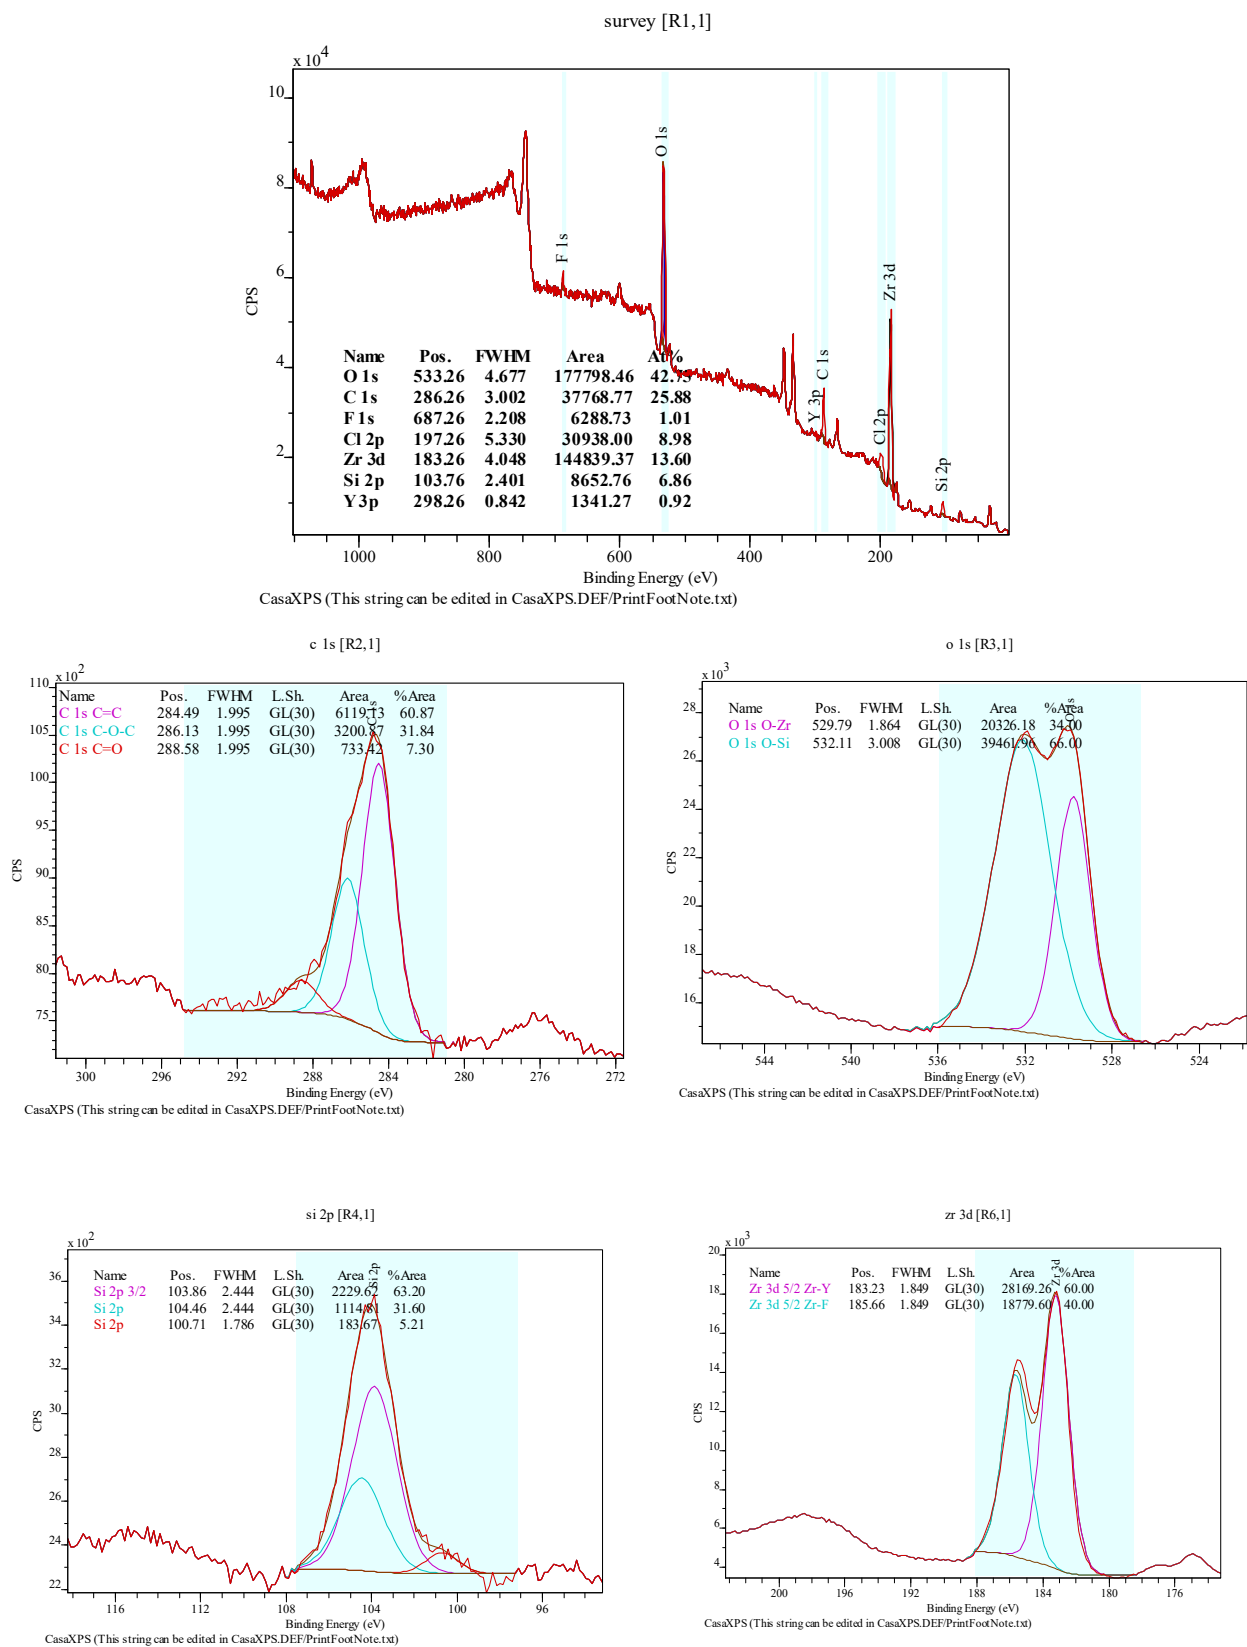 survey [R1,1]
x 10^4
10
8
6
4
2
CPS
F 1s
O 1s
Y 3p
C 1s
Cl 2p
Zr 3d
Si 2p
Name Pos. FWHM Area At%
O 1s 533.26 4.677 177798.46 42.75
C 1s 286.26 3.002 37768.77 25.88
F 1s 687.26 2.208 6288.73 1.01
Cl 2p 197.26 5.330 30938.00 8.98
Zr 3d 183.26 4.048 144839.37 13.60
Si 2p 103.76 2.401 8652.76 6.86
Y 3p 298.26 0.842 1341.27 0.92
1000 800 600 400 200
Binding Energy (eV)
CasaXPS (This string can be edited in CasaXPS.DEF/PrintFootNote.txt)
c 1s [R2,1]
x 10^2
110
105
100
95
90
85
80
75
CPS
Name Pos. FWHM L.Sh. Area %Area
C 1s C=C 284.49 1.995 GL(30) 6119.13 60.87
C 1s C-O-C 286.13 1.995 GL(30) 3200.87 31.84
C 1s C=O 288.58 1.995 GL(30) 733.42 7.30
C 1s
300 296 292 288 284 280 276 272
Binding Energy (eV)
CasaXPS (This string can be edited in CasaXPS.DEF/PrintFootNote.txt)
o 1s [R3,1]
x 10^3
28
26
24
22
20
18
16
CPS
Name Pos. FWHM L.Sh. Area %Area
O 1s O-Zr 529.79 1.864 GL(30) 20326.18 34.00
O 1s O-Si 532.11 3.008 GL(30) 39461.96 66.00
O 1s
544 540 536 532 528 524
Binding Energy (eV)
CasaXPS (This string can be edited in CasaXPS.DEF/PrintFootNote.txt)
si 2p [R4,1]
x 10^2
36
34
32
30
28
26
24
22
CPS
Name Pos. FWHM L.Sh. Area %Area
Si 2p 3/2 103.86 2.444 GL(30) 2229.62 63.20
Si 2p 104.46 2.444 GL(30) 1114.81 31.60
Si 2p 100.71 1.786 GL(30) 183.67 5.21
Si 2p
116 112 108 104 100 96
Binding Energy (eV)
CasaXPS (This string can be edited in CasaXPS.DEF/PrintFootNote.txt)
zr 3d [R6,1]
x 10^3
20
18
16
14
12
10
8
6
4
CPS
Name Pos. FWHM L.Sh. Area %Area
Zr 3d 5/2 Zr-Y 183.23 1.849 GL(30) 28169.26 60.00
Zr 3d 5/2 Zr-F 185.66 1.849 GL(30) 18779.60 40.00
Zr 3d
200 196 192 188 184 180 176
Binding Energy (eV)
CasaXPS (This string can be edited in CasaXPS.DEF/PrintFootNote.txt)